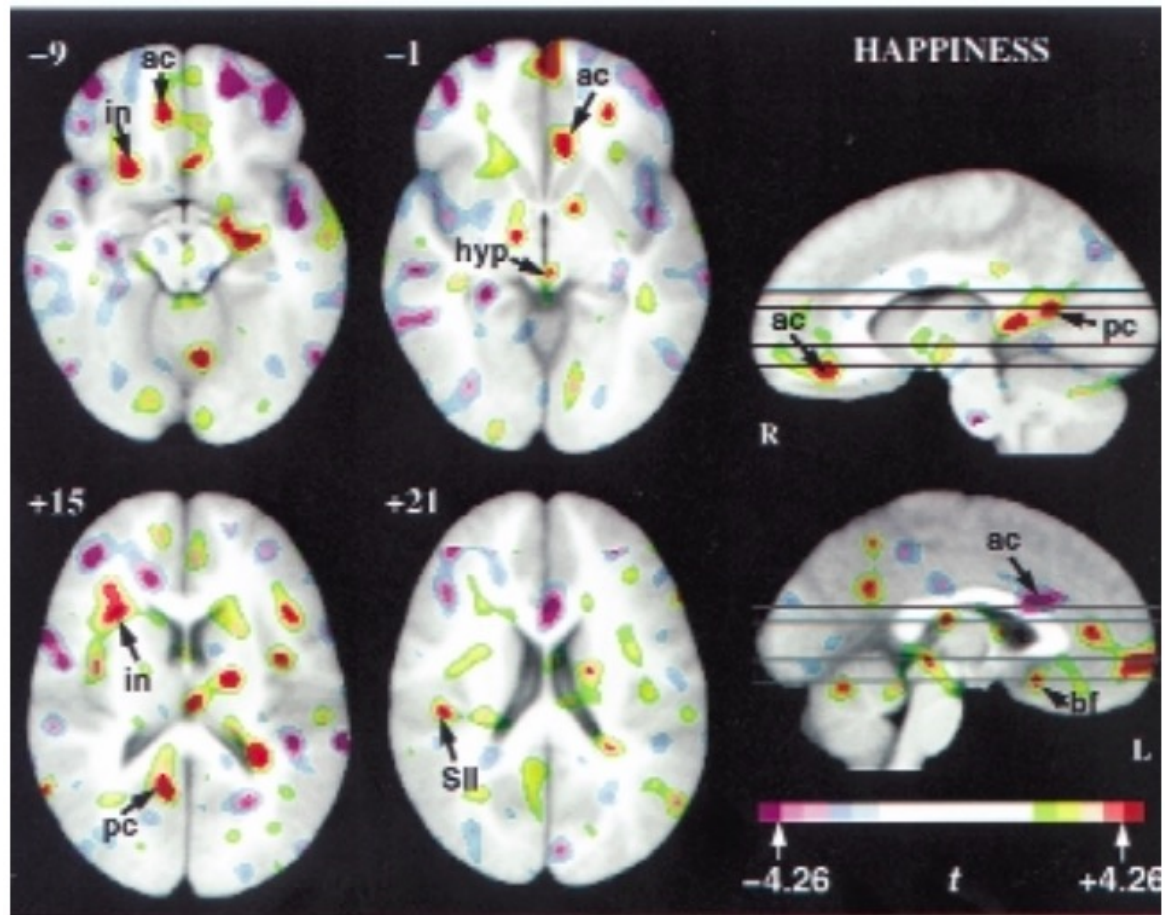 −9
ac
in
−1
ac
hyp
HAPPINESS
ac
pc
R
+15
in
pc
+21
SII
ac
bf
L
−4.26 t +4.26